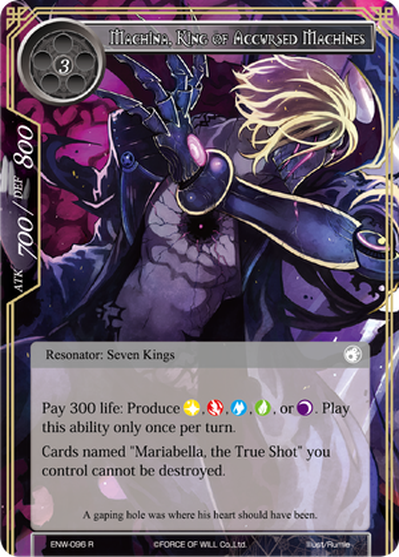 Machina, King of Accursed Machines
3
ATK 700 / DEF 800
Resonator: Seven Kings
Pay 300 life: Produce , , , , or . Play
this ability only once per turn.
Cards named "Mariabella, the True Shot" you
control cannot be destroyed.
A gaping hole was where his heart should have been.
ENW-096 R ©FORCE OF WILL Co.,Ltd. Illust/Rumie